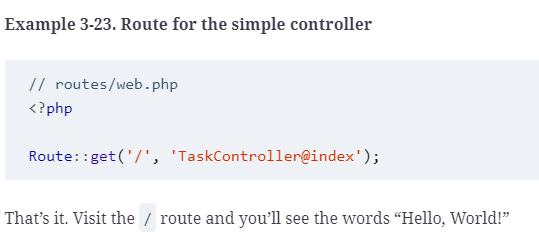 Example 3-23. Route for the simple controller
// routes/web.php
<?php
Route::get('/', 'TaskController@index');
That’s it. Visit the / route and you’ll see the words “Hello, World!”